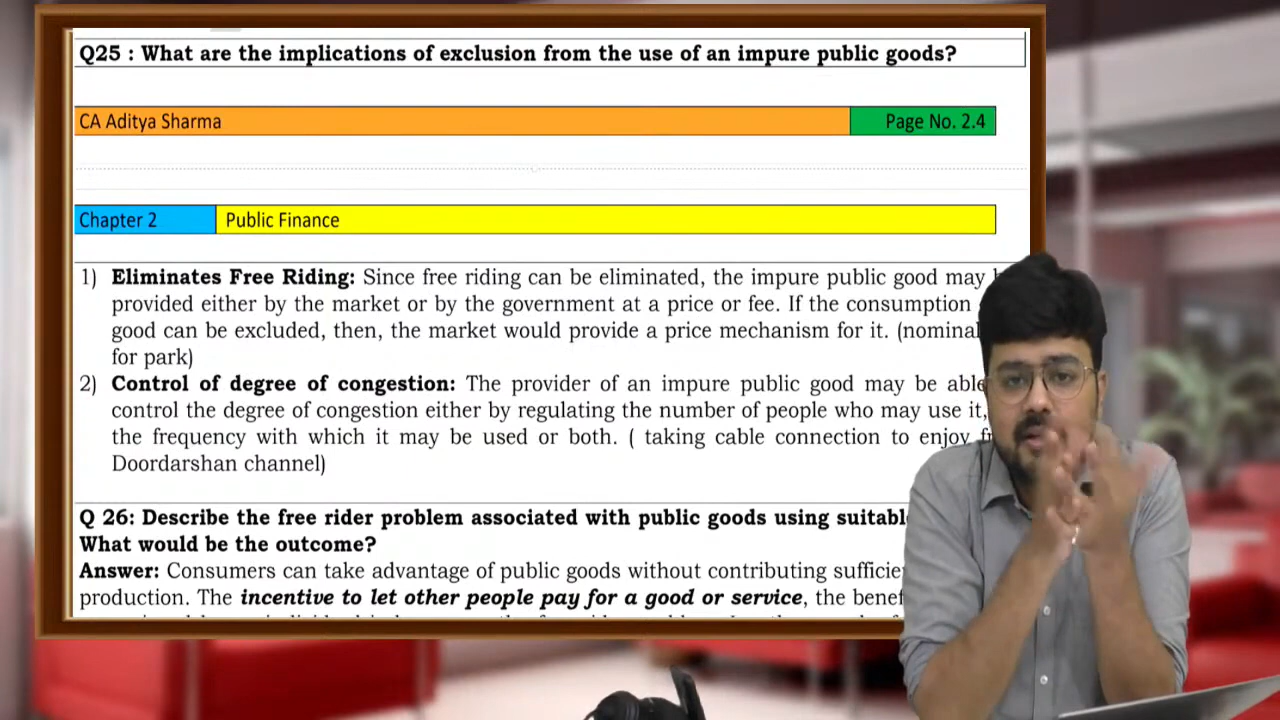 Q25 : What are the implications of exclusion from the use of an impure public goods?
CA Aditya Sharma
Page No. 2.4
Chapter 2
Public Finance
1) Eliminates Free Riding: Since free riding can be eliminated, the impure public good may
provided either by the market or by the government at a price or fee. If the consumption
good can be excluded, then, the market would provide a price mechanism for it. (nominal
for park)
2) Control of degree of congestion: The provider of an impure public good may be able
control the degree of congestion either by regulating the number of people who may use it,
the frequency with which it may be used or both. ( taking cable connection to enjoy
Doordarshan channel)
Q 26: Describe the free rider problem associated with public goods using
What would be the outcome?
Answer: Consumers can take advantage of public goods without contributing
production. The incentive to let other people pay for a good or service, the